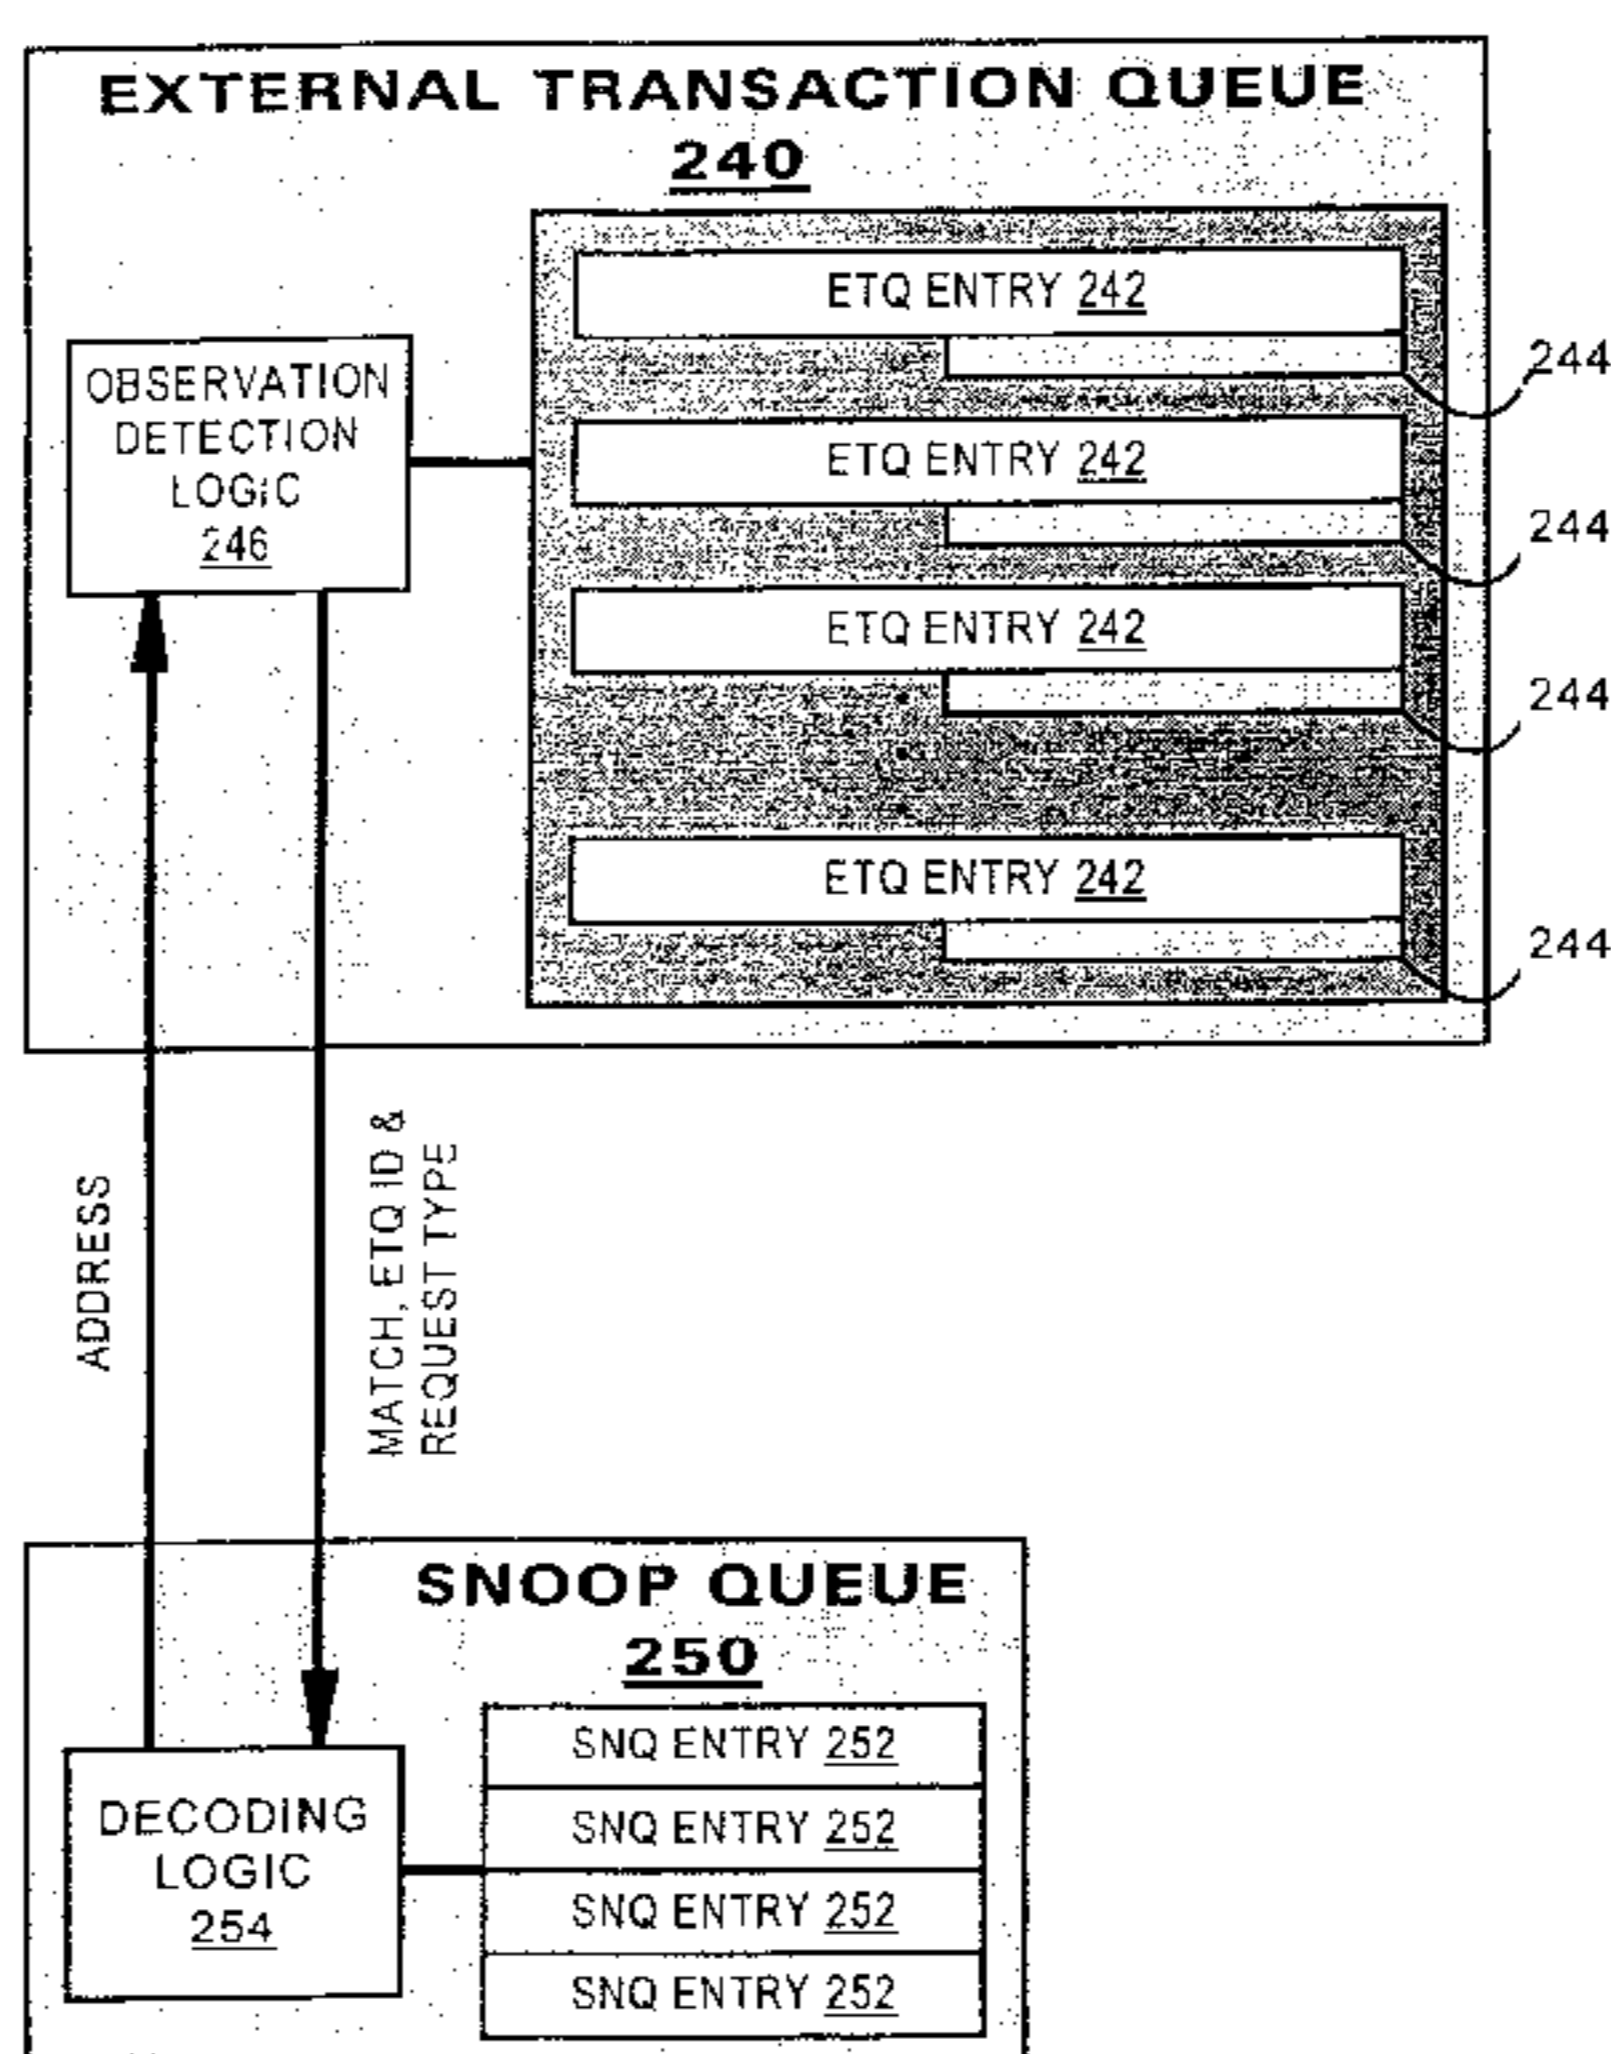 EXTERNAL TRANSACTION QUEUE
240
ETQ ENTRY 242
244
OBSERVATION
DETECTION
LOGIC
246
ETQ ENTRY 242
244
ETQ ENTRY 242
244
ETQ ENTRY 242
244
ADDRESS
MATCH, ETQ ID &
REQUEST TYPE
SNOOP QUEUE
250
DECODING
LOGIC
254
SNQ ENTRY 252
SNQ ENTRY 252
SNQ ENTRY 252
SNQ ENTRY 252